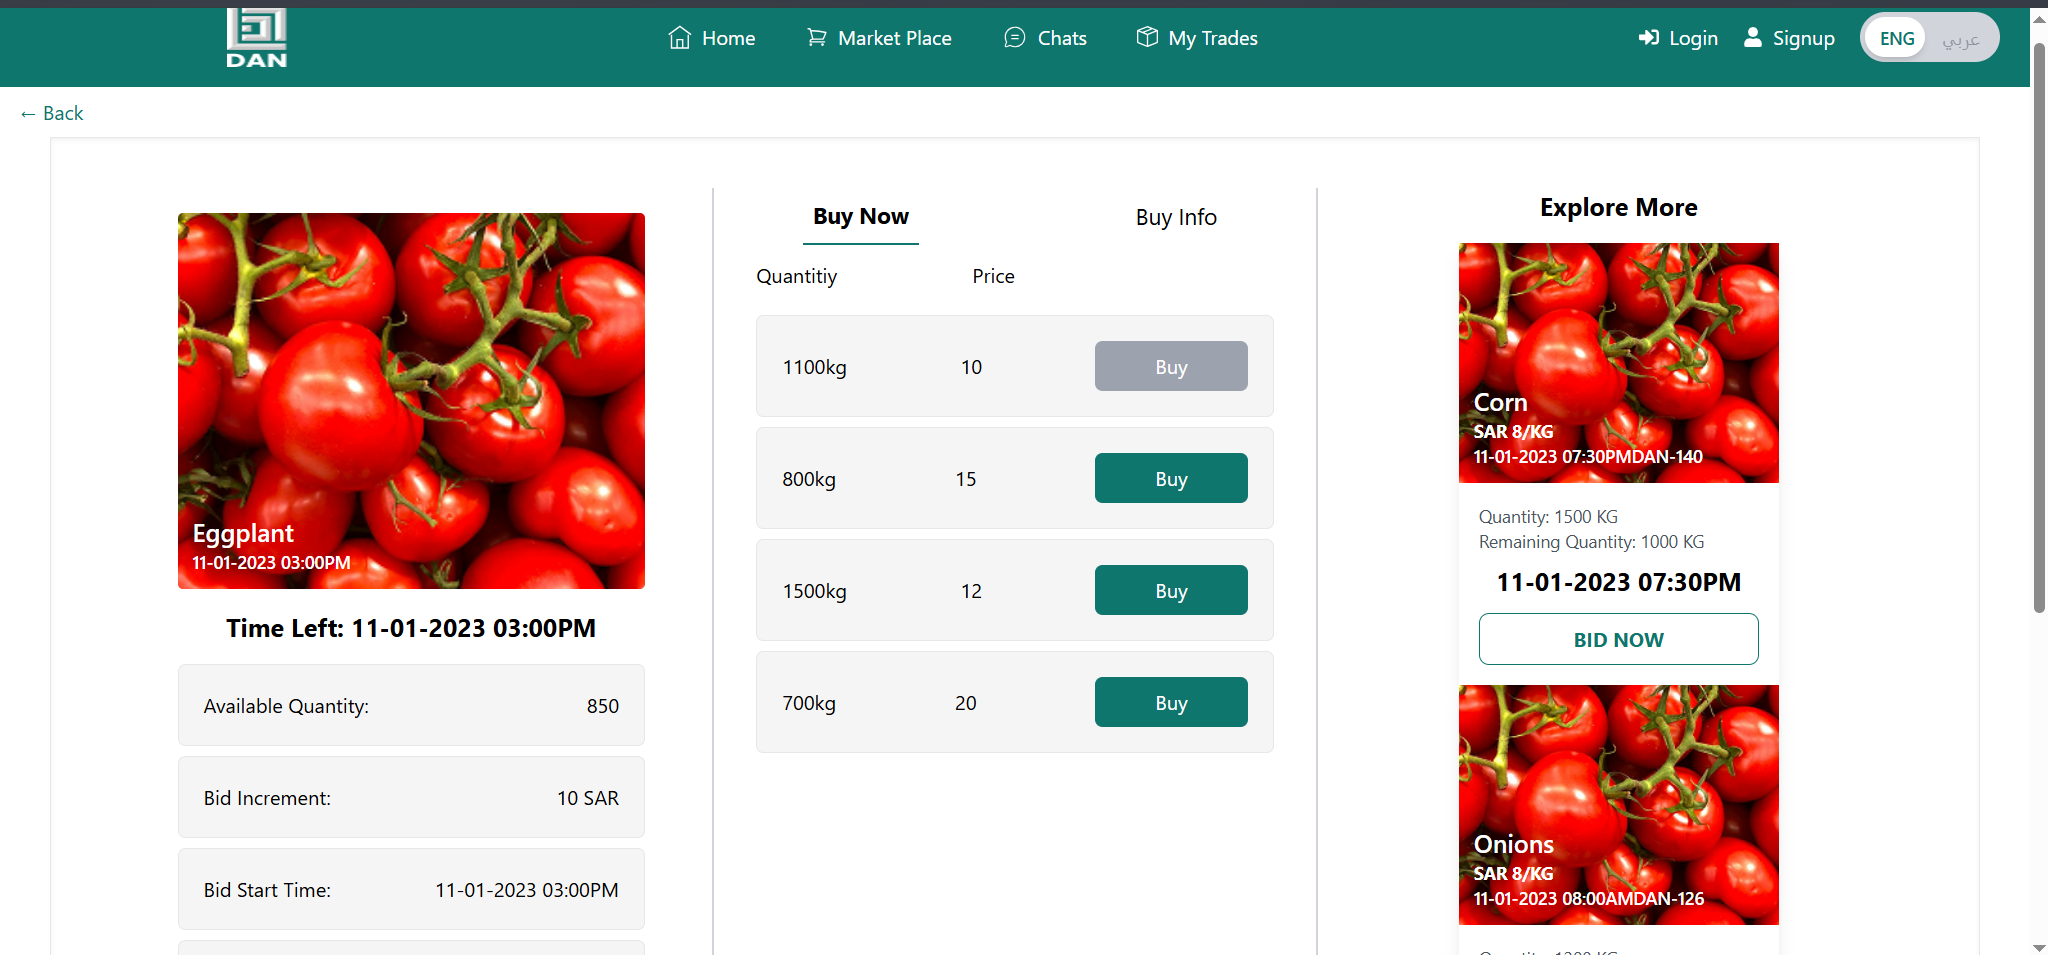 DAN
Home
Market Place
Chats
My Trades
Login
Signup
ENG
عربي
← Back
Eggplant
11-01-2023 03:00PM
Time Left: 11-01-2023 03:00PM
Available Quantity: 850
Bid Increment: 10 SAR
Bid Start Time: 11-01-2023 03:00PM
Buy Now
Buy Info
Quantitiy Price
1100kg 10 Buy
800kg 15 Buy
1500kg 12 Buy
700kg 20 Buy
Explore More
Corn
SAR 8/KG
11-01-2023 07:30PMDAN-140
Quantity: 1500 KG
Remaining Quantity: 1000 KG
11-01-2023 07:30PM
BID NOW
Onions
SAR 8/KG
11-01-2023 08:00AMDAN-126